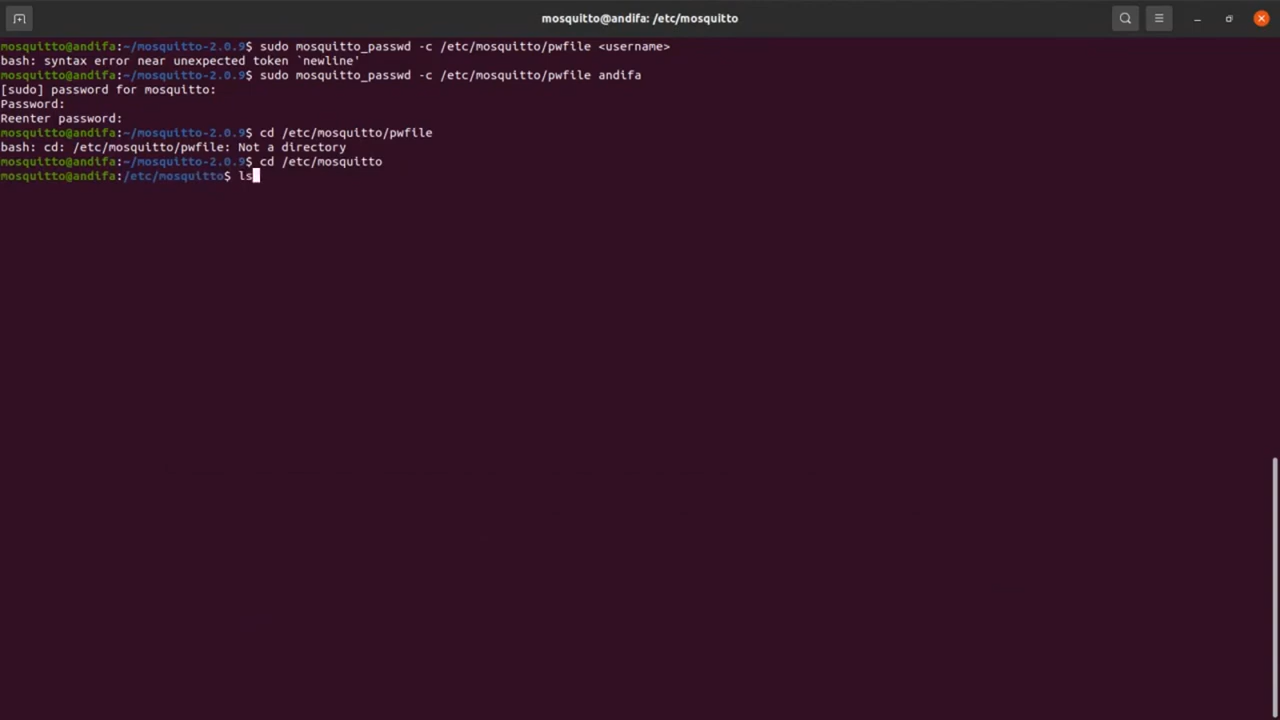 mosquitto@andifa: /etc/mosquitto
mosquitto@andifa:~/mosquitto-2.0.9$ sudo mosquitto_passwd -c /etc/mosquitto/pwfile <username>
bash: syntax error near unexpected token `newline'
mosquitto@andifa:~/mosquitto-2.0.9$ sudo mosquitto_passwd -c /etc/mosquitto/pwfile andifa
[sudo] password for mosquitto:
Password:
Reenter password:
mosquitto@andifa:~/mosquitto-2.0.9$ cd /etc/mosquitto/pwfile
bash: cd: /etc/mosquitto/pwfile: Not a directory
mosquitto@andifa:~/mosquitto-2.0.9$ cd /etc/mosquitto
mosquitto@andifa:/etc/mosquitto$ ls